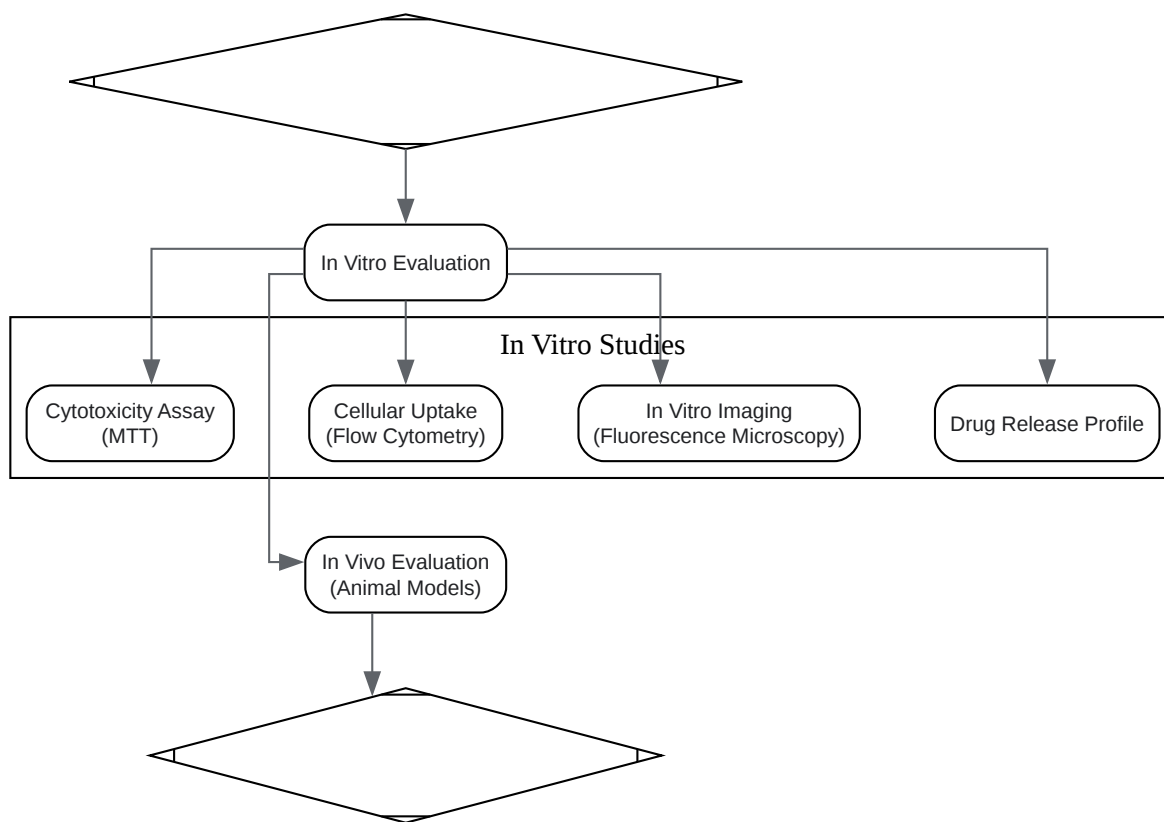 In Vitro Evaluation
In Vitro Studies
Cytotoxicity Assay
(MTT)
Cellular Uptake
(Flow Cytometry)
In Vitro Imaging
(Fluorescence Microscopy)
Drug Release Profile
In Vivo Evaluation
(Animal Models)